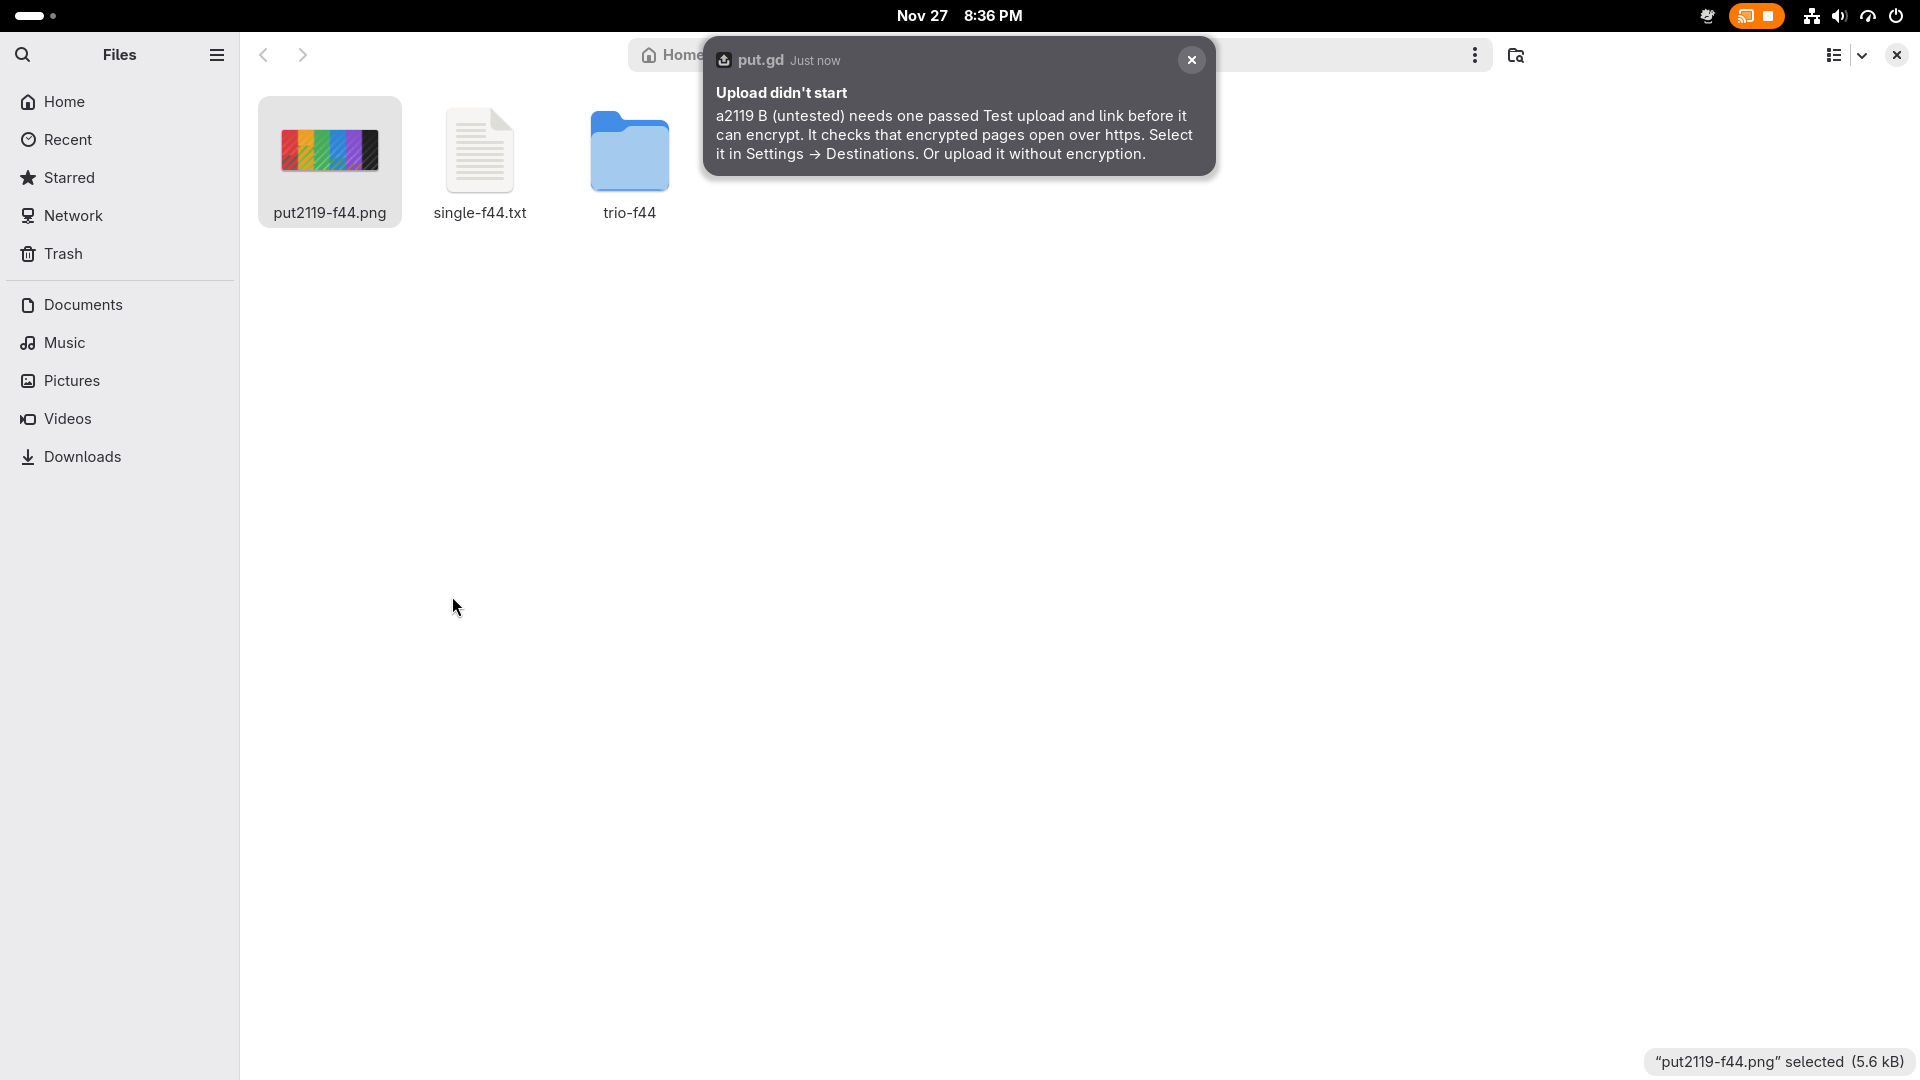 Nov 27 8:36 PM
Files
Home
put.gd Just now
Upload didn't start
a2119 B (untested) needs one passed Test upload and link before it
can encrypt. It checks that encrypted pages open over https. Select
it in Settings → Destinations. Or upload it without encryption.
Home
Recent
Starred
Network
Trash
Documents
Music
Pictures
Videos
Downloads
put2119-f44.png
single-f44.txt
trio-f44
“put2119-f44.png” selected (5.6 kB)